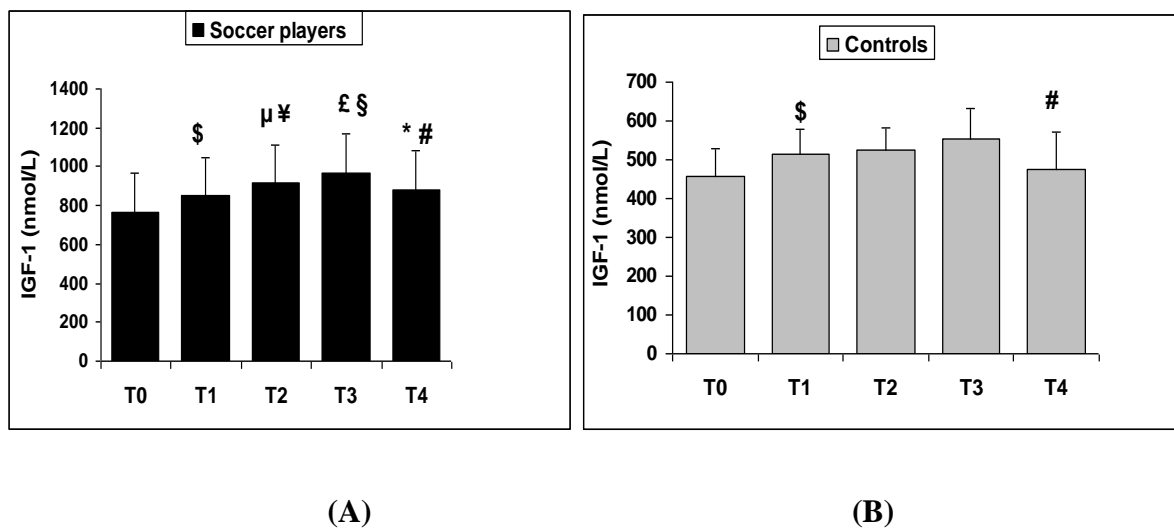 Soccer players
IGF-1 (nmol/L)
1400
1200
1000
800
600
400
200
0
$
µ ¥
£ §
* #
T0 T1 T2 T3 T4
(A)
Controls
IGF-1 (nmol/L)
700
600
500
400
300
200
100
0
$
#
T0 T1 T2 T3 T4
(B)